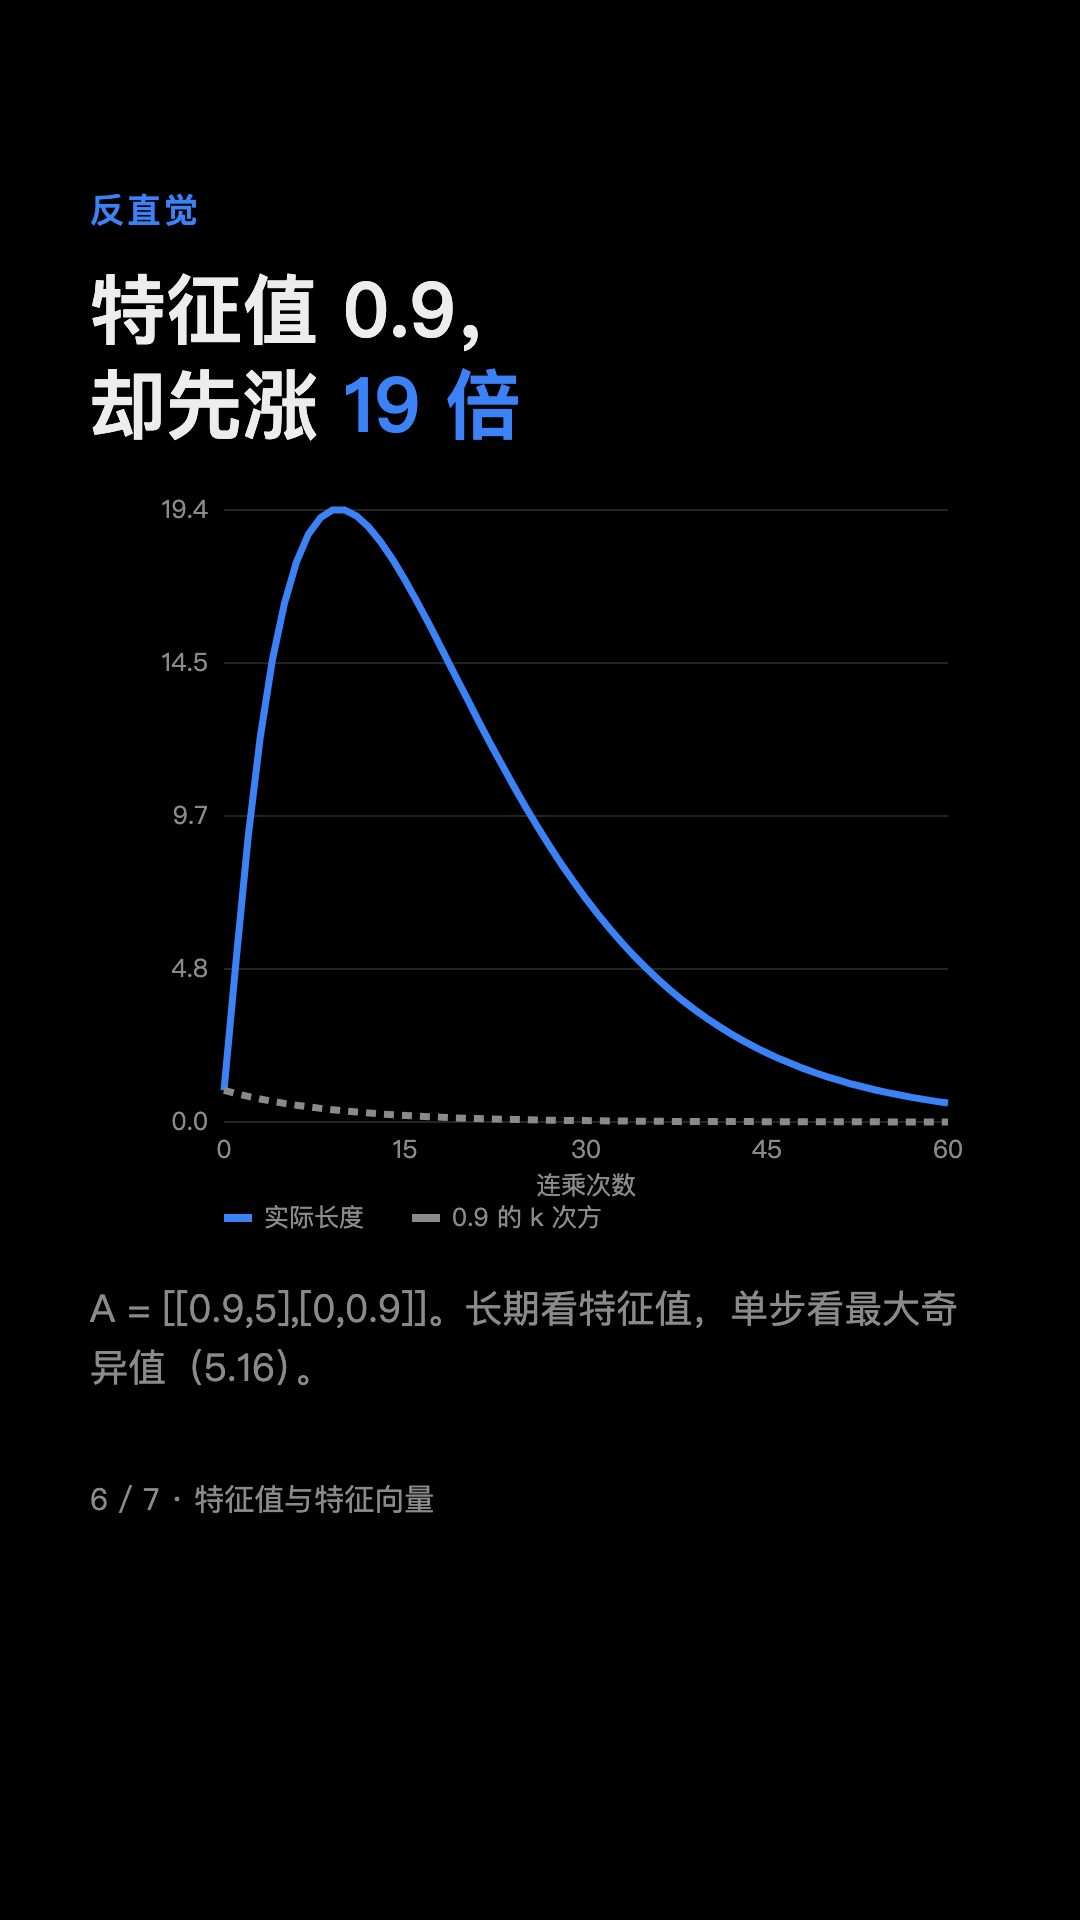 反直觉
特征值 0.9，
却先涨 19 倍
19.4
14.5
9.7
4.8
0.0
0 15 30 45 60
连乘次数
实际长度 0.9 的 k 次方
A = [[0.9,5],[0,0.9]]。长期看特征值，单步看最大奇
异值（5.16）。
6 / 7 · 特征值与特征向量